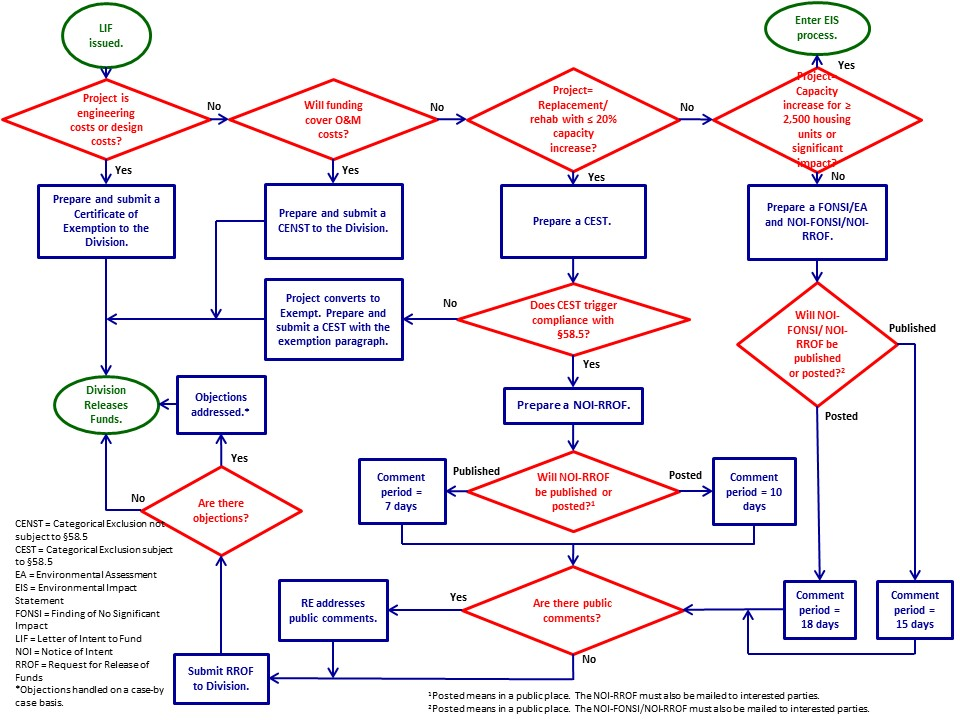 LIF
issued.
Enter EIS
process.
Yes
Project is
engineering
costs or design
costs?
No
Will funding
cover O&M
costs?
No
Project=
Replacement/
rehab with ≤ 20%
capacity
increase?
No
Project=
Capacity
increase for ≥
2,500 housing
units or
significant
impact?
Yes
Yes
Yes
No
Prepare and submit a
Certificate of
Exemption to the
Division.
Prepare and submit a
CENST to the Division.
Prepare a CEST.
Prepare a FONSI/EA
and NOI-FONSI/NOI-
RROF.
Project converts to
Exempt. Prepare and
submit a CEST with the
exemption paragraph.
No
Does CEST trigger
compliance with
§58.5?
Yes
Will NOI-
FONSI/ NOI-
RROF be
published
or posted?²
Published
Posted
Division
Releases
Funds.
Objections
addressed.*
Prepare a NOI-RROF.
Yes
No
Are there
objections?
Comment
period =
7 days
Published
Will NOI-RROF
be published or
posted?¹
Posted
Comment
period = 10
days
CENST = Categorical Exclusion not
subject to §58.5
CEST = Categorical Exclusion subject
to §58.5
EA = Environmental Assessment
EIS = Environmental Impact
Statement
FONSI = Finding of No Significant
Impact
LIF = Letter of Intent to Fund
NOI = Notice of Intent
RROF = Request for Release of
Funds
*Objections handled on a case-by
case basis.
RE addresses
public comments.
Yes
Are there public
comments?
No
Comment
period =
18 days
Comment
period =
15 days
Submit RROF
to Division.
¹Posted means in a public place. The NOI-RROF must also be mailed to interested parties.
²Posted means in a public place. The NOI-FONSI/NOI-RROF must also be mailed to interested parties.